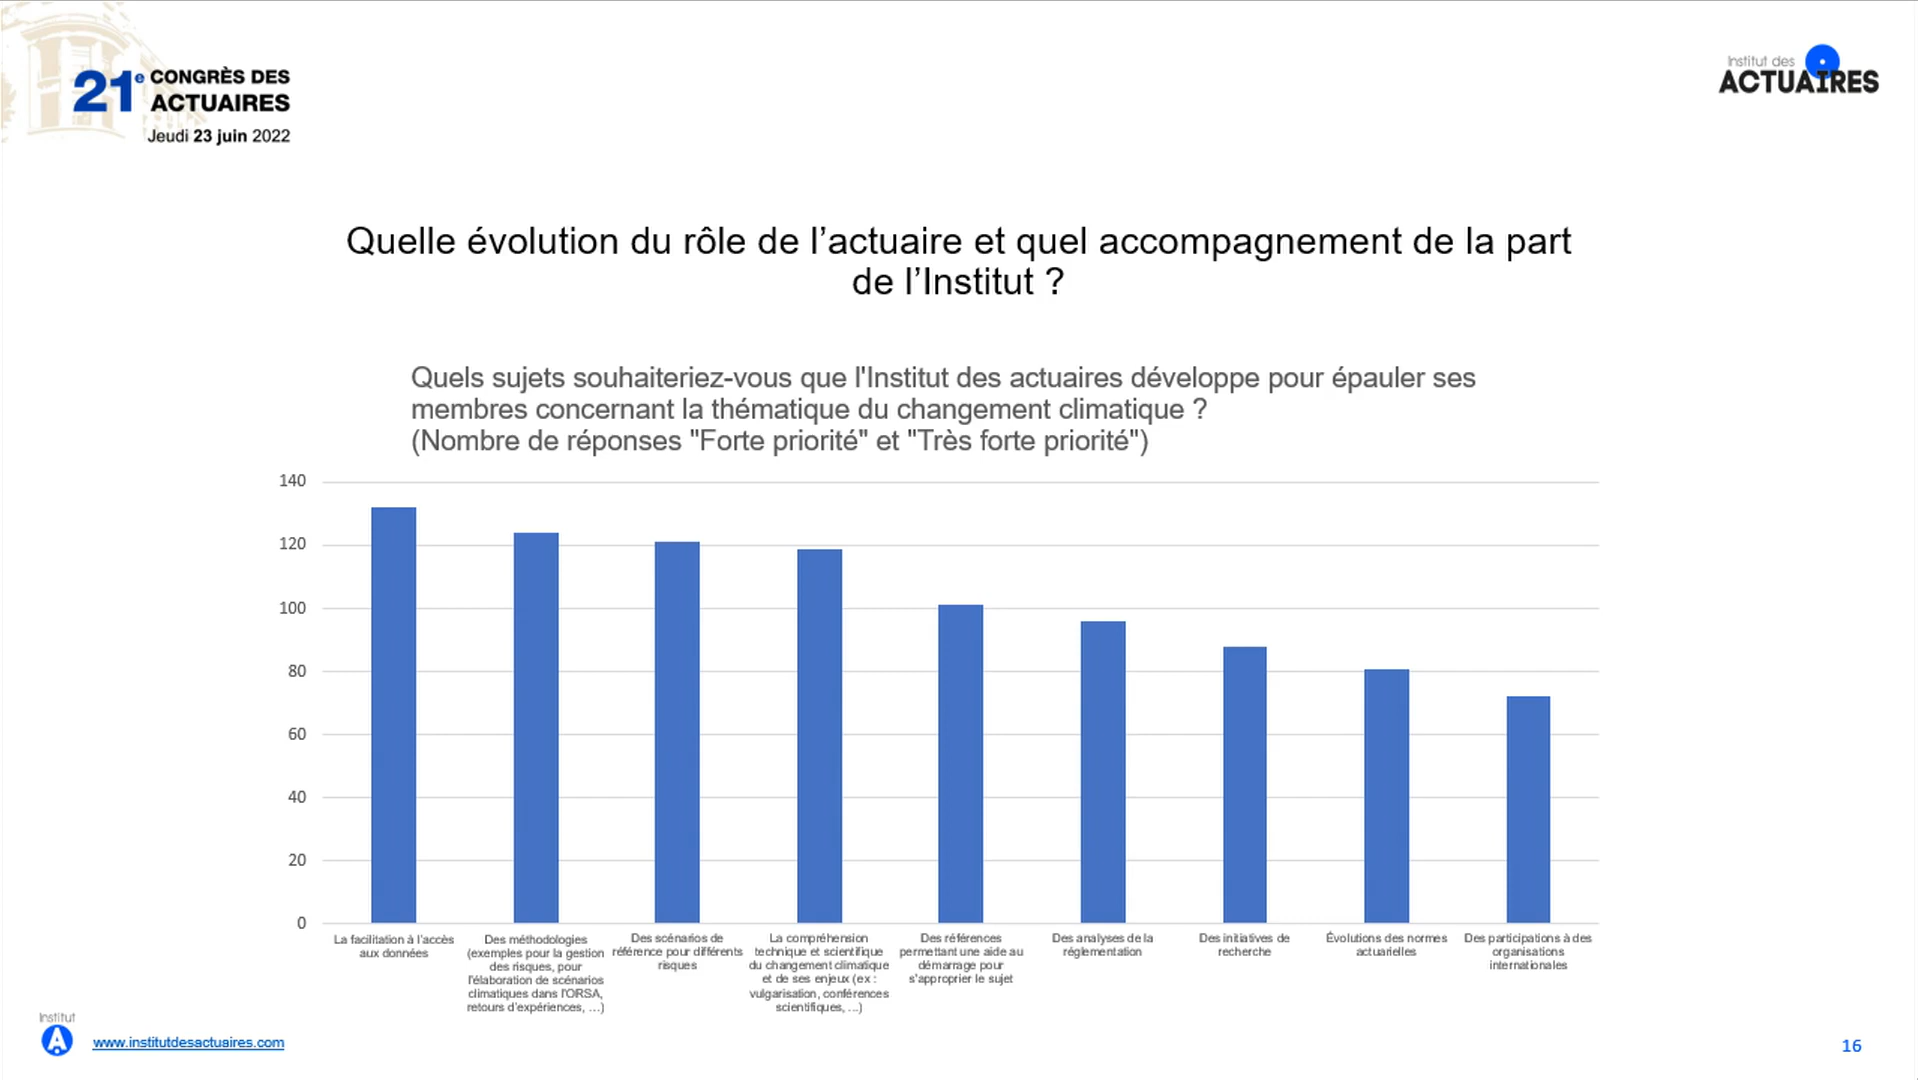 21e CONGRÈS DES
ACTUAIRES
Jeudi 23 juin 2022
Institut des
ACTUAIRES
Quelle évolution du rôle de l’actuaire et quel accompagnement de la part
de l’Institut ?
Quels sujets souhaiteriez-vous que l'Institut des actuaires développe pour épauler ses
membres concernant la thématique du changement climatique ?
(Nombre de réponses "Forte priorité" et "Très forte priorité")
140
120
100
80
60
40
20
0
La facilitation à l'accès
aux données
Des méthodologies
(exemples pour la gestion
des risques, pour
l'élaboration de scénarios
climatiques dans l'ORSA,
retours d'expériences, …)
Des scénarios de
référence pour différents
risques
La compréhension
technique et scientifique
du changement climatique
et de ses enjeux (ex :
vulgarisation, conférences
scientifiques, …)
Des références
permettant une aide au
démarrage pour
s'approprier le sujet
Des analyses de la
réglementation
Des initiatives de
recherche
Évolutions des normes
actuarielles
Des participations à des
organisations
internationales
Institut
A
www.institutdesactuaires.com
16